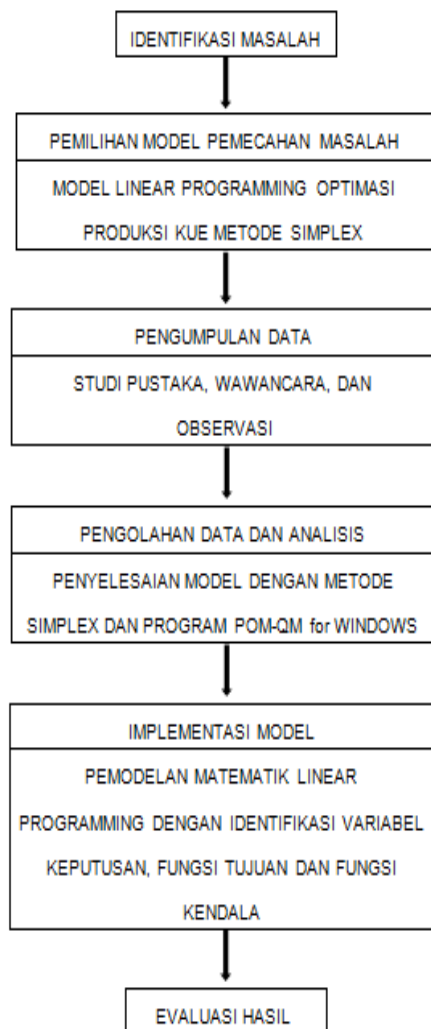 IDENTIFIKASI MASALAH
PEMILIHAN MODEL PEMECAHAN MASALAH
MODEL LINEAR PROGRAMMING OPTIMASI
PRODUKSI KUE METODE SIMPLEX
PENGUMPULAN DATA
STUDI PUSTAKA, WAWANCARA, DAN
OBSERVASI
PENGOLAHAN DATA DAN ANALISIS
PENYELESAIAN MODEL DENGAN METODE
SIMPLEX DAN PROGRAM POM-QM for WINDOWS
IMPLEMENTASI MODEL
PEMODELAN MATEMATIK LINEAR
PROGRAMMING DENGAN IDENTIFIKASI VARIABEL
KEPUTUSAN, FUNGSI TUJUAN DAN FUNGSI
KENDALA
EVALUASI HASIL